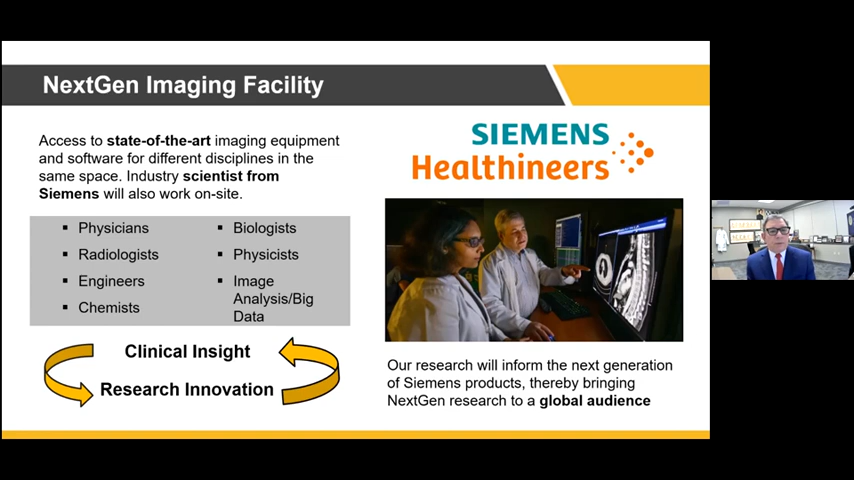 NextGen Imaging Facility
Access to state-of-the-art imaging equipment
and software for different disciplines in the
same space. Industry scientist from
Siemens will also work on-site.
Physicians
Radiologists
Engineers
Chemists
Biologists
Physicists
Image
Analysis/Big
Data
Clinical Insight
Research Innovation
SIEMENS
Healthineers
Our research will inform the next generation
of Siemens products, thereby bringing
NextGen research to a global audience